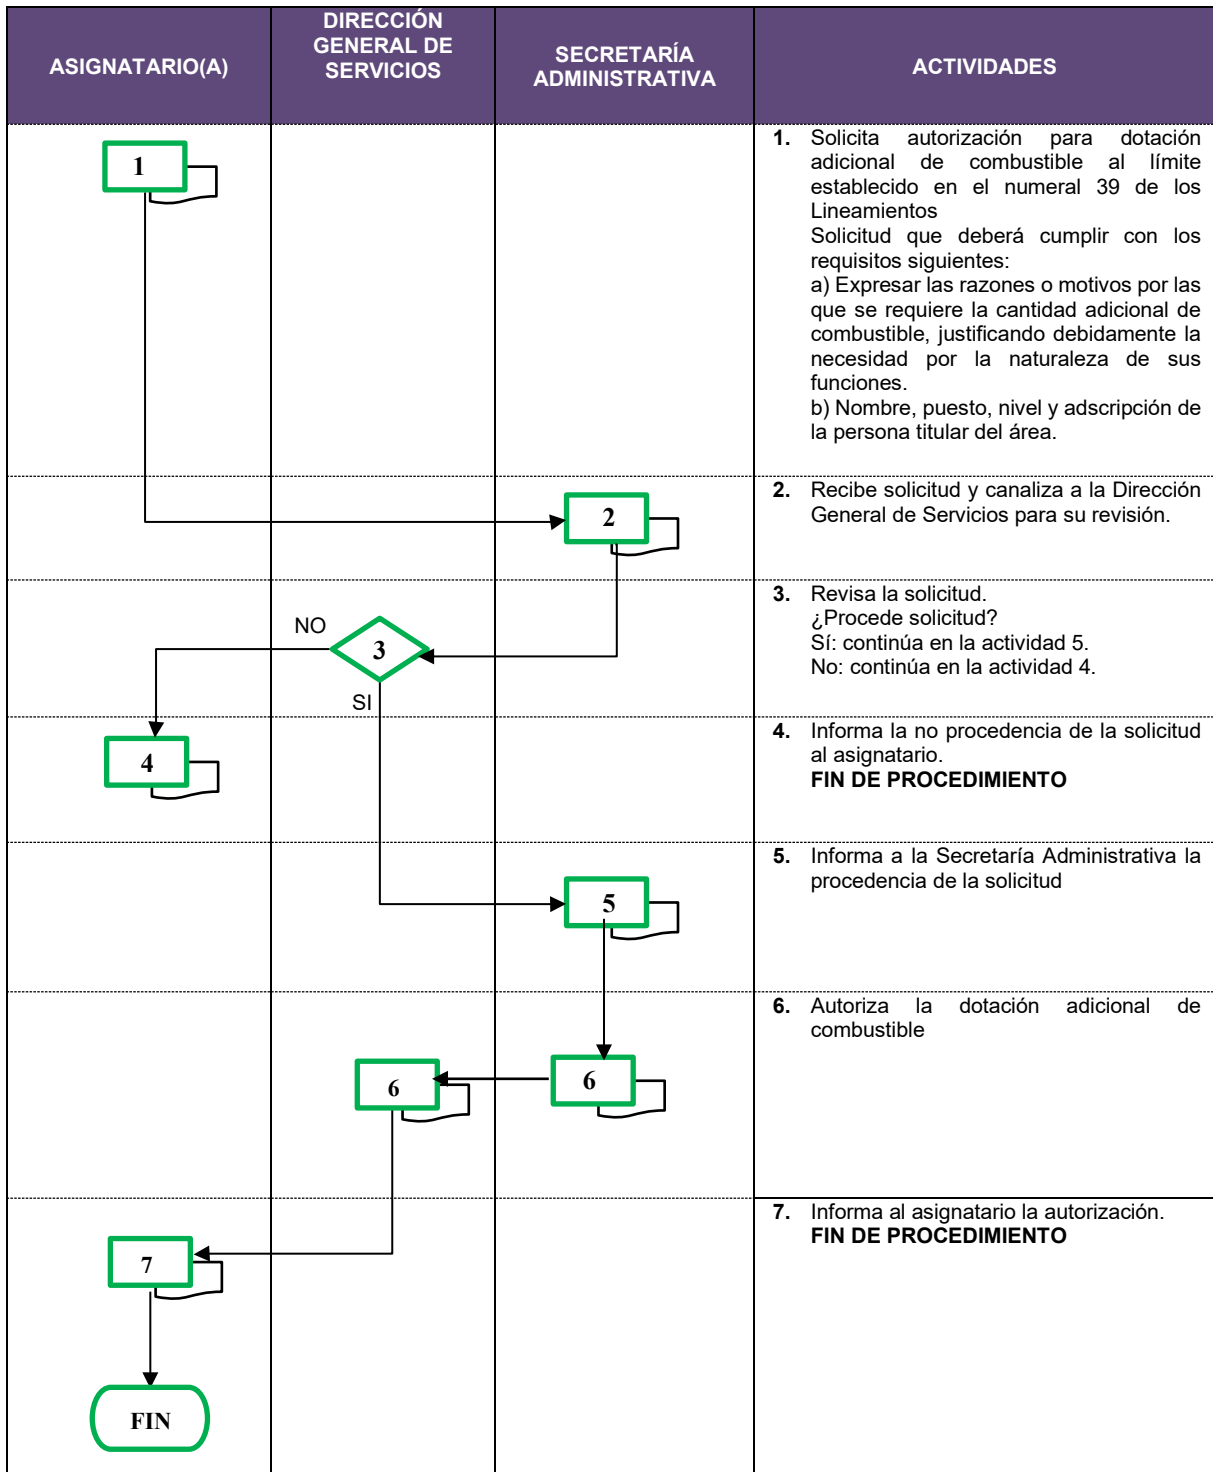 ASIGNATARIO(A)
DIRECCIÓN
GENERAL DE
SERVICIOS
SECRETARÍA
ADMINISTRATIVA
ACTIVIDADES
1
1. Solicita autorización para dotación
adicional de combustible al límite
establecido en el numeral 39 de los
Lineamientos
Solicitud que deberá cumplir con los
requisitos siguientes:
a) Expresar las razones o motivos por las
que se requiere la cantidad adicional de
combustible, justificando debidamente la
necesidad por la naturaleza de sus
funciones.
b) Nombre, puesto, nivel y adscripción de
la persona titular del área.
2
2. Recibe solicitud y canaliza a la Dirección
General de Servicios para su revisión.
NO
3
SI
3. Revisa la solicitud.
¿Procede solicitud?
Sí: continúa en la actividad 5.
No: continúa en la actividad 4.
4
4. Informa la no procedencia de la solicitud
al asignatario.
FIN DE PROCEDIMIENTO
5
5. Informa a la Secretaría Administrativa la
procedencia de la solicitud
6
6
6. Autoriza la dotación adicional de
combustible
7
7. Informa al asignatario la autorización.
FIN DE PROCEDIMIENTO
FIN